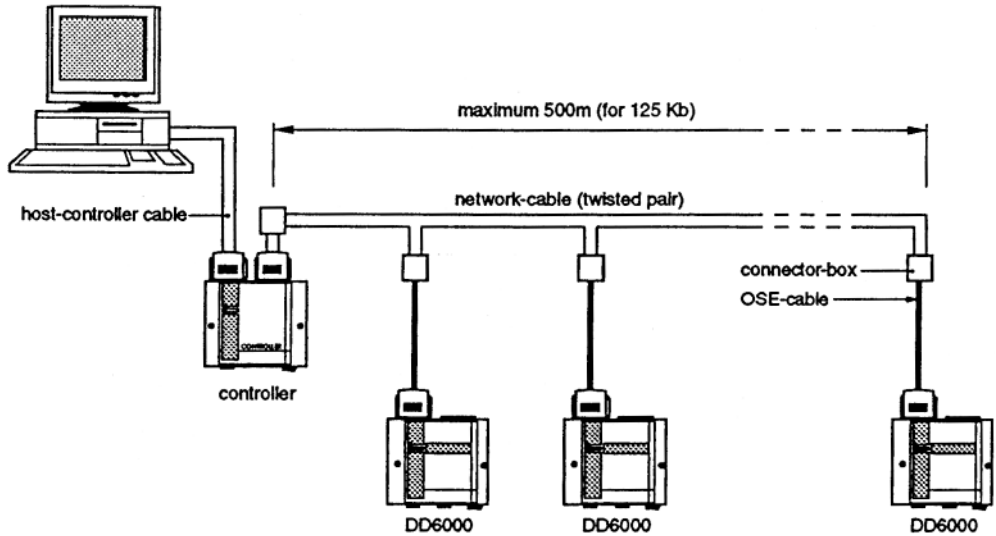 maximum 500m (for 125 Kb)
network-cable (twisted pair)
host-controller cable
connector-box
OSE-cable
CONTROLLER
controller
DD6000
DD6000
DD6000